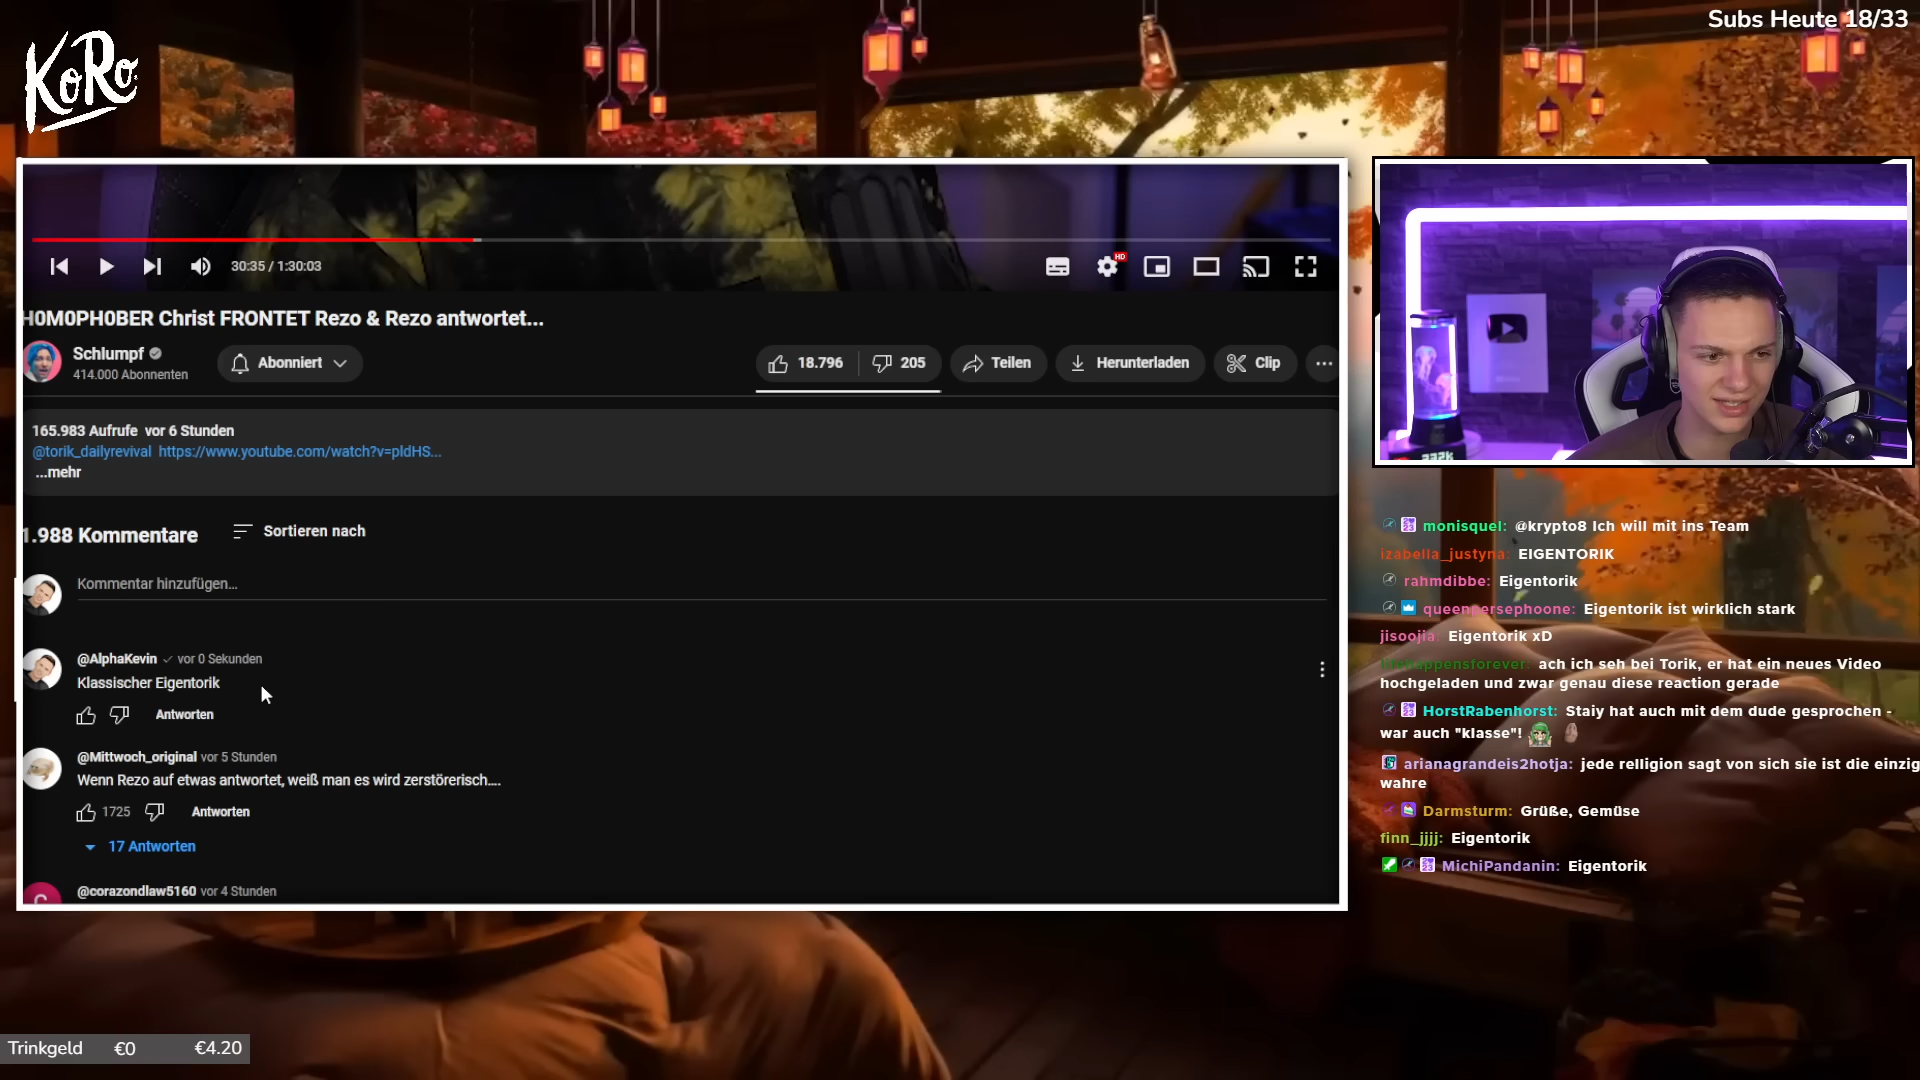 Subs Heute 18/33
KoRo
30:35 / 1:30:03
HD
H0M0PH0BER Christ FRONTET Rezo & Rezo antwortet...
Schlumpf
414.000 Abonnenten
Abonniert
18.796
205
Teilen
Herunterladen
Clip
165.983 Aufrufe vor 6 Stunden
@torik_dailyrevival https://www.youtube.com/watch?v=pldHS...
...mehr
1.988 Kommentare
Sortieren nach
Kommentar hinzufügen...
@AlphaKevin vor 0 Sekunden
Klassischer Eigentorik
Antworten
@Mittwoch_original vor 5 Stunden
Wenn Rezo auf etwas antwortet, weiß man es wird zerstörerisch....
1725
Antworten
17 Antworten
@corazondlaw5160 vor 4 Stunden
monisquel: @krypto8 Ich will mit ins Team
izabella_justyna: EIGENTORIK
rahmdibbe: Eigentorik
queenpersephoone: Eigentorik ist wirklich stark
jisoojia: Eigentorik xD
ach ich seh bei Torik, er hat ein neues Video
hochgeladen und zwar genau diese reaction gerade
HorstRabenhorst: Staiy hat auch mit dem dude gesprochen -
war auch "klasse"!
arianagrandeis2hotja: jede relligion sagt von sich sie ist die einzig
wahre
Darmsturm: Grüße, Gemüse
finn_jjjj: Eigentorik
MichiPandanin: Eigentorik
Trinkgeld €0 €4.20